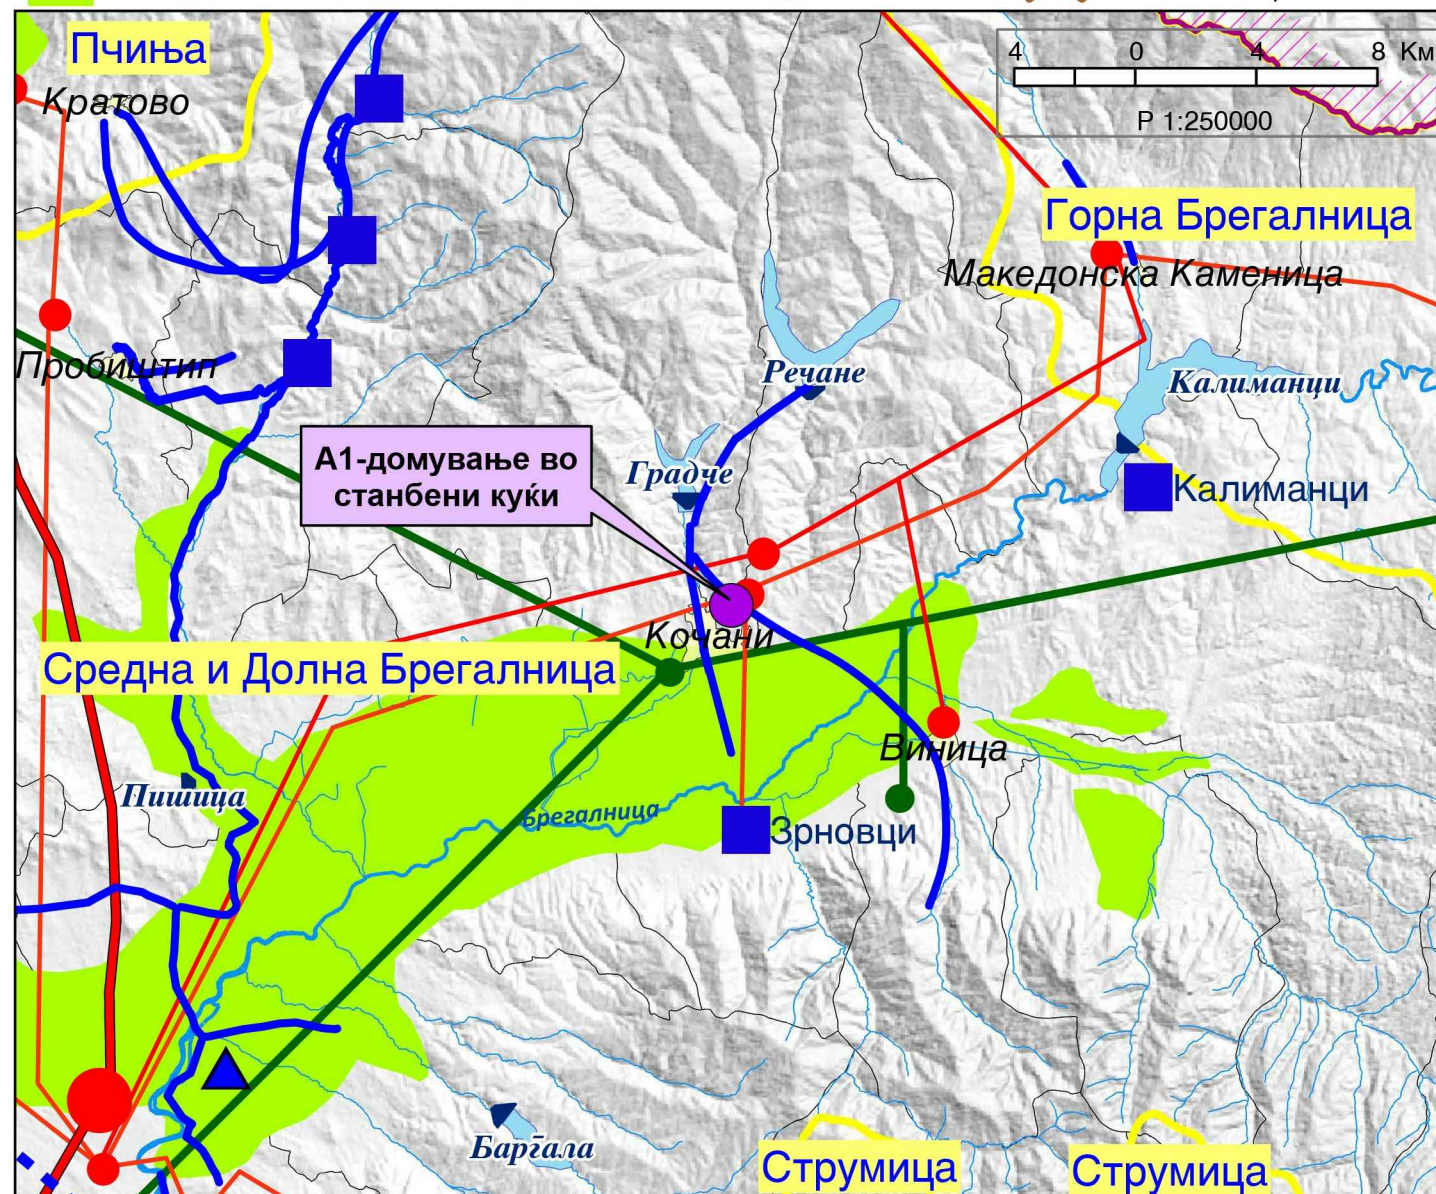 Пчиња
4 0 4 8 Км
Кратово
Р 1:250000
Горна Брегалница
Македонска Каменица
Пробиштип
Речане
Калиманци
А1-домување во
станбени куќи
Градче
Калиманци
Кочани
Средна и Долна Брегалница
Виница
Пишица
Брегалница
Зрновци
Барѓала
Струмица
Струмица